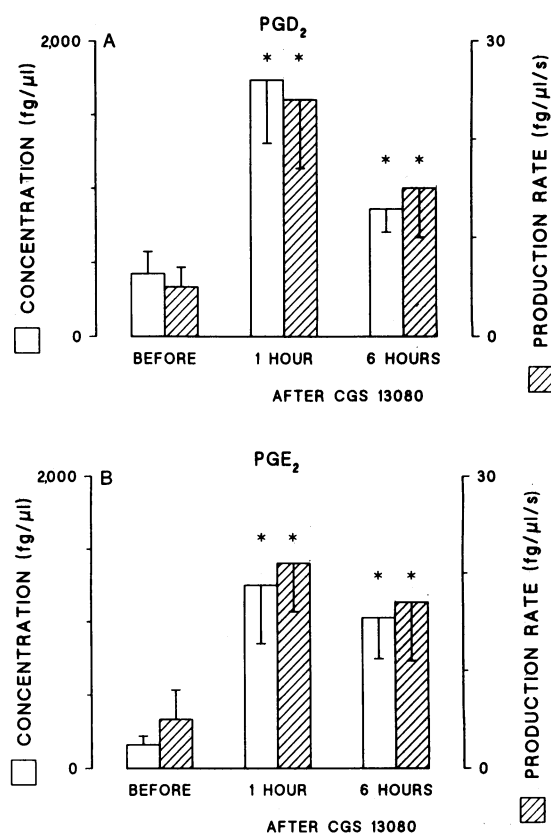 PGD2
A
2,000
0
CONCENTRATION (fg/µl)
* *
* *
30
0
PRODUCTION RATE (fg/µl/s)
BEFORE 1 HOUR 6 HOURS
AFTER CGS 13080
PGE2
B
2,000
0
CONCENTRATION (fg/µl)
* *
* *
30
0
PRODUCTION RATE (fg/µl/s)
BEFORE 1 HOUR 6 HOURS
AFTER CGS 13080